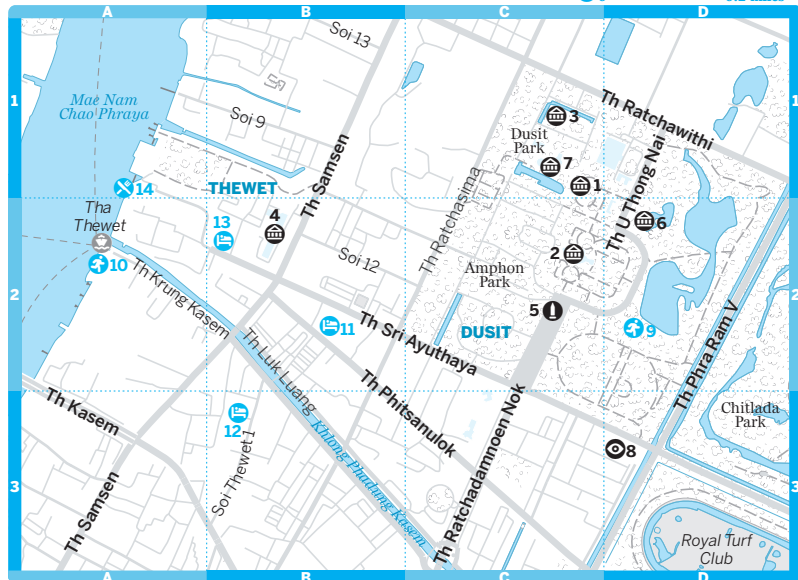 A
B
C
D
1
Mae Nam
Chao Phraya
Soi 13
Soi 9
Th Samsen
THEWET
14
Tha
Thewet
10
13
4
Soi 12
Th Ratchasima
Dusit
Park
3
7
1
Th Ratchawithi
Th U Thong Nai
6
2
1
2
Amphon
Park
5
DUSIT
9
Th Phra Ram V
2
Th Krung Kasem
11
Th Sri Ayuthaya
Th Luk Luang
Th Phitsanulok
Th Kasem
12
Soi Thewet 1
Khlong Phadung Kasem
Th Ratchadamnoen Nok
Chitlada
Park
8
3
3
Th Samsen
Royal Turf
Club
A
B
C
D